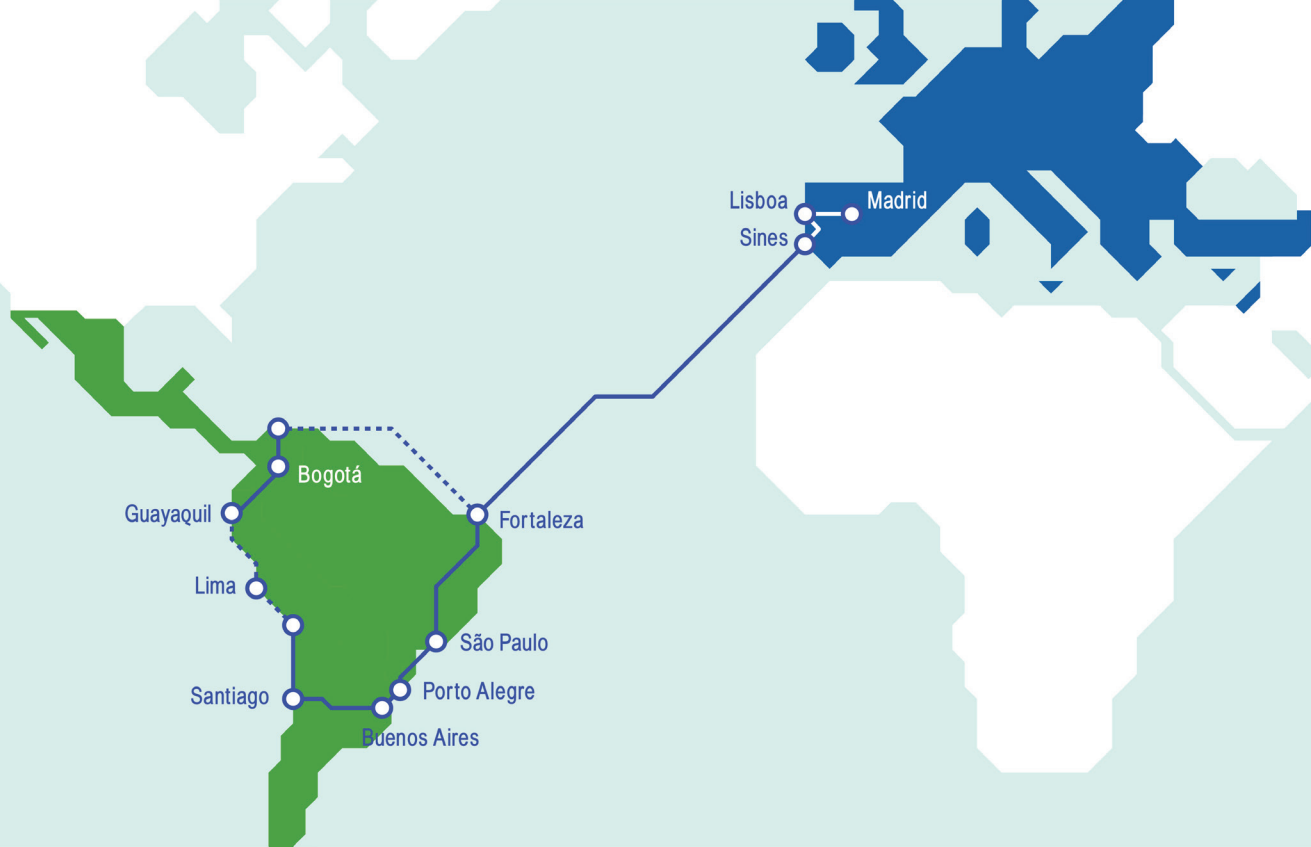 Lisboa
Madrid
Sines
Bogotá
Guayaquil
Fortaleza
Lima
São Paulo
Santiago
Porto Alegre
Buenos Aires